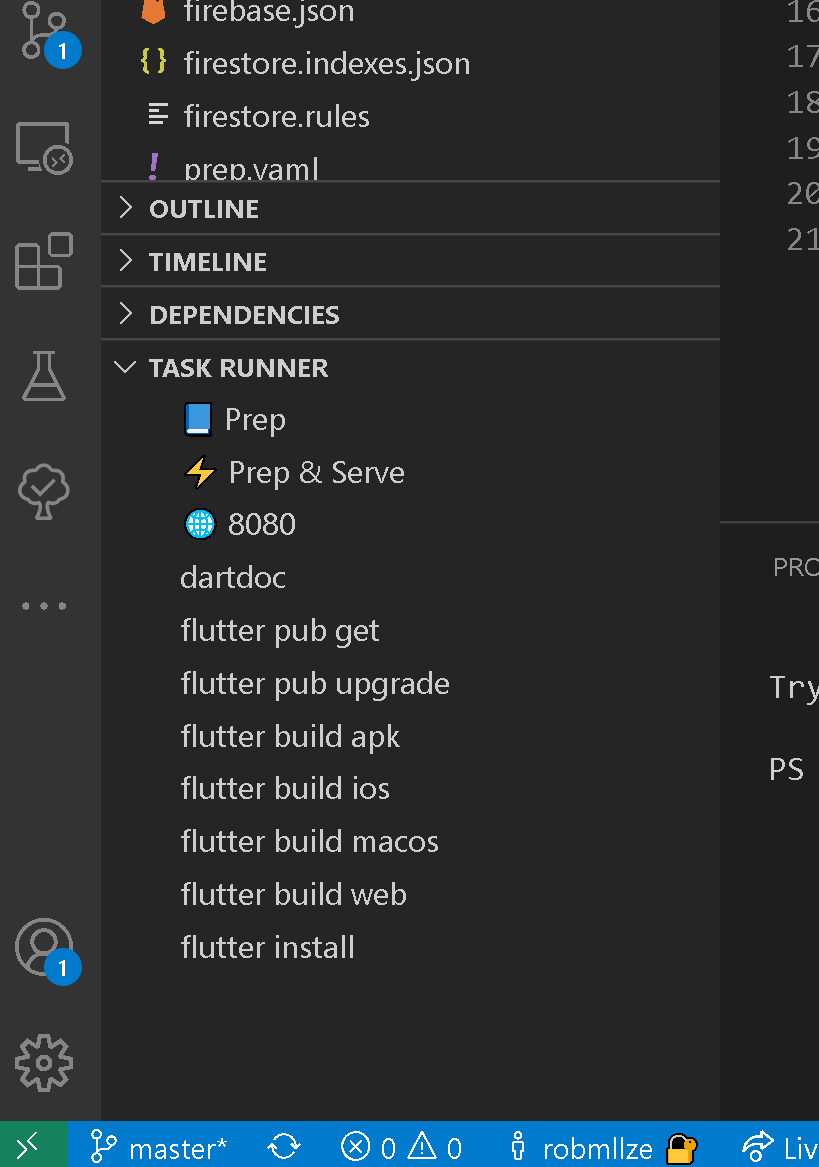 firebase.json
firestore.indexes.json
firestore.rules
prep.yaml
OUTLINE
TIMELINE
DEPENDENCIES
TASK RUNNER
Prep
Prep & Serve
8080
dartdoc
flutter pub get
flutter pub upgrade
flutter build apk
flutter build ios
flutter build macos
flutter build web
flutter install
1
1
16
17
18
19
20
21
PRO
Try
PS
master* 0 0 robmllze Liv